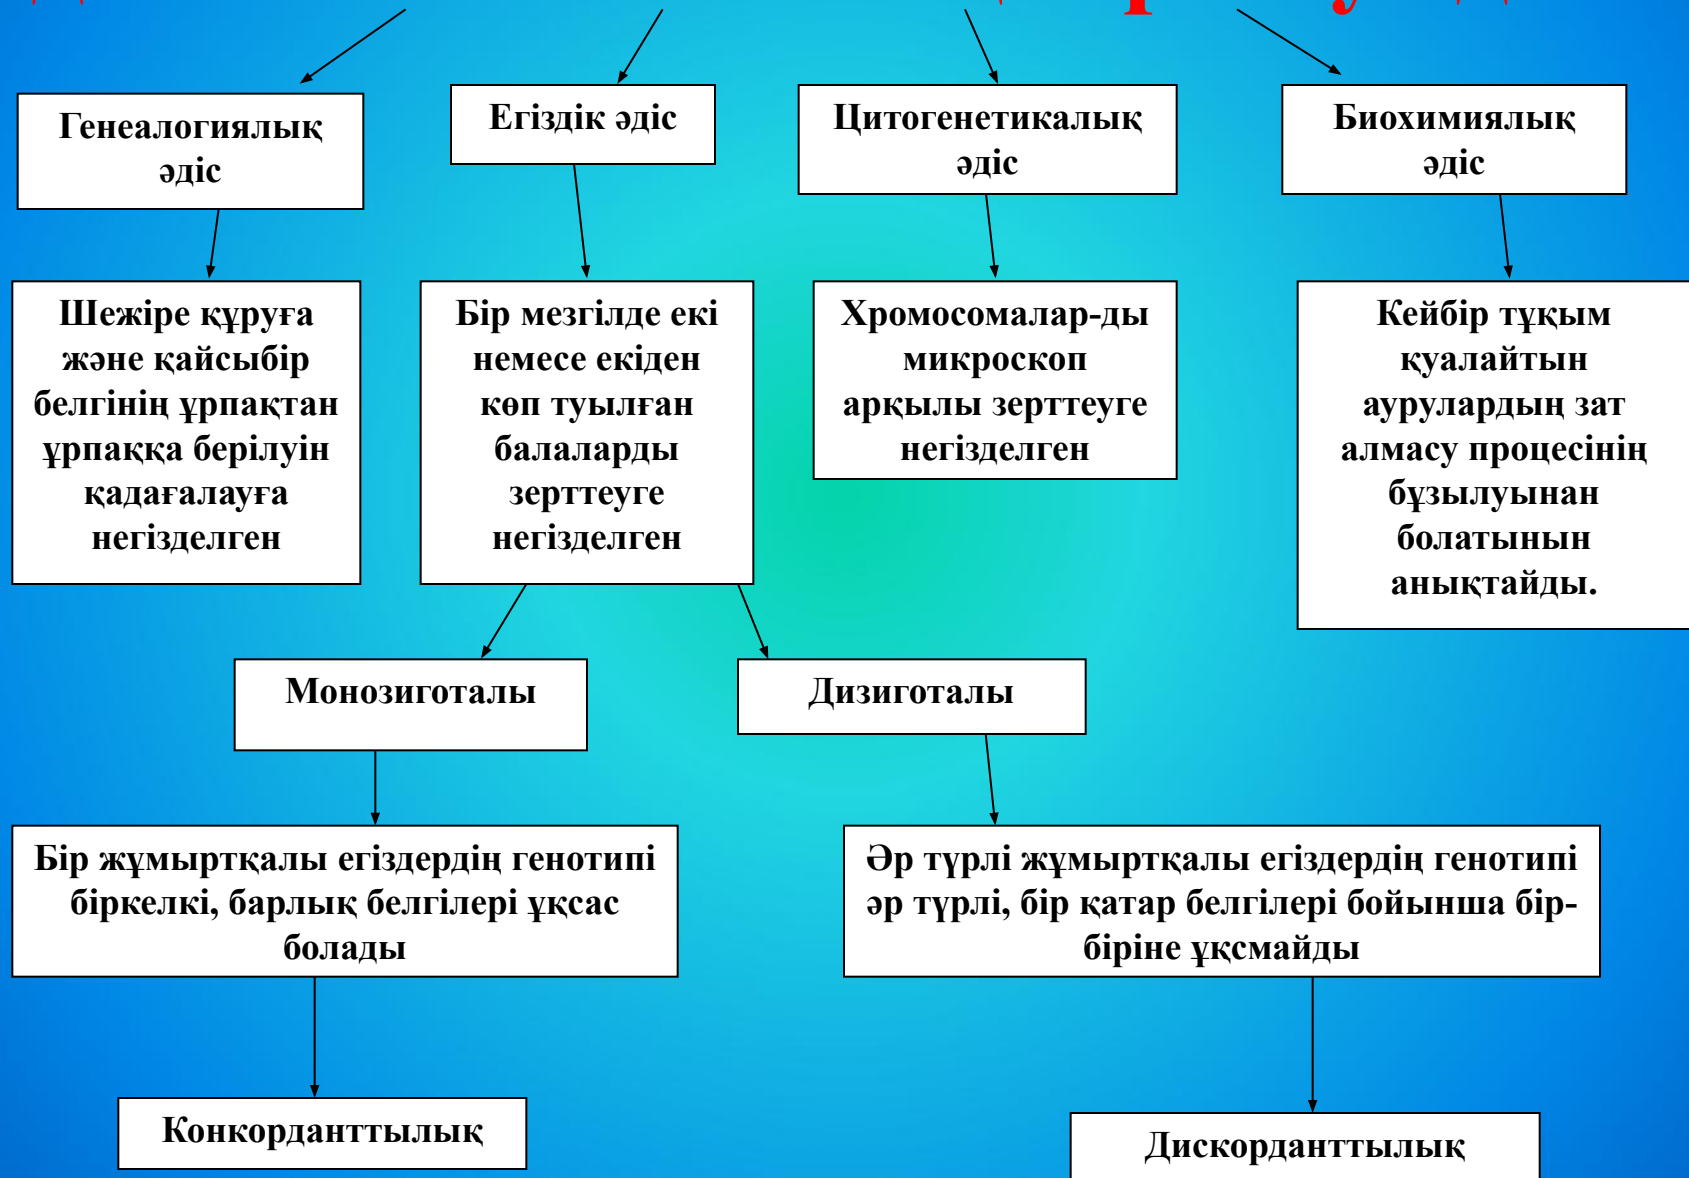 Генеалогиялық
әдіс
Егіздік әдіс
Цитогенетикалық
әдіс
Биохимиялық
әдіс
Шежіре құруға
және қайсыбір
белгінің ұрпақтан
ұрпаққа берілуін
қадағалауға
негізделген
Бір мезгілде екі
немесе екіден
көп туылған
балаларды
зерттеуге
негізделген
Хромосомалар-ды
микроскоп
арқылы зерттеуге
негізделген
Кейбір тұқым
қуалайтын
аурулардың зат
алмасу процесінің
бұзылуынан
болатынын
анықтайды.
Монозиготалы
Дизиготалы
Бір жұмыртқалы егіздердің генотипі
біркелкі, барлық белгілері ұқсас
болады
Әр түрлі жұмыртқалы егіздердің генотипі
әр түрлі, бір қатар белгілері бойынша бір-
біріне ұқсмайды
Конкорданттылық
Дискорданттылық